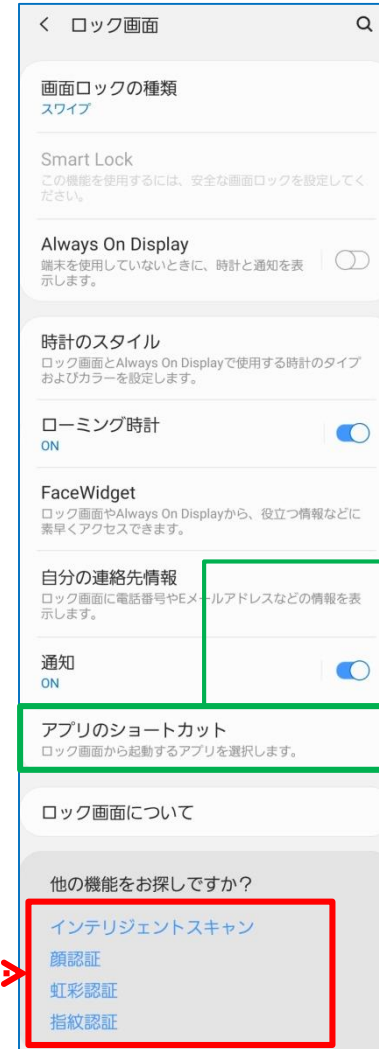 ロック画面
画面ロックの種類
スワイプ
Smart Lock
この機能を使用するには、安全な画面ロックを設定してく
ださい。
Always On Display
端末を使用していないときに、時計と通知を表
示します。
時計のスタイル
ロック画面とAlways On Displayで使用する時計のタイプ
およびカラーを設定します。
ローミング時計
ON
FaceWidget
ロック画面やAlways On Displayから、役立つ情報などに
素早くアクセスできます。
自分の連絡先情報
ロック画面に電話番号やEメールアドレスなどの情報を表
示します。
通知
ON
アプリのショートカット
ロック画面から起動するアプリを選択します。
ロック画面について
他の機能をお探しですか？
インテリジェントスキャン
顔認証
虹彩認証
指紋認証